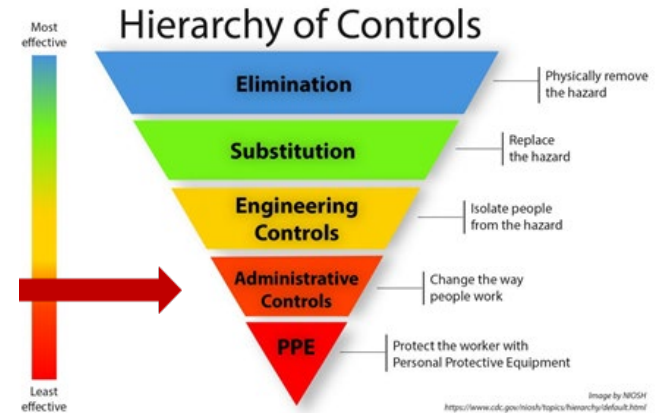 Hierarchy of Controls
Most
effective
Elimination
Physically remove
the hazard
Substitution
Replace
the hazard
Engineering
Controls
Isolate people
from the hazard
Administrative
Controls
Change the way
people work
PPE
Protect the worker with
Personal Protective Equipment
Least
effective
Image by NIOSH
https://www.cdc.gov/niosh/topics/hierarchy/default.html